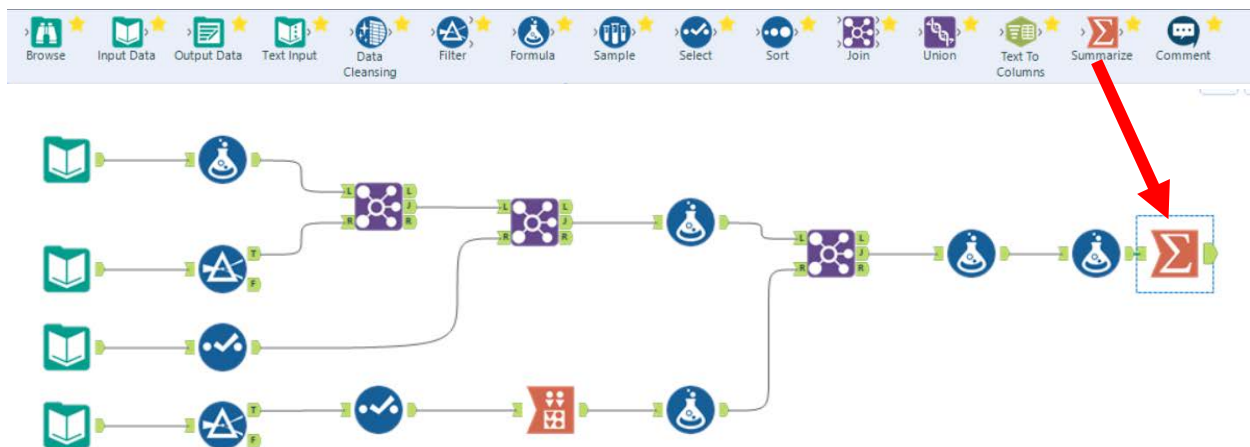 Browse
Input Data
Output Data
Text Input
Data
Cleansing
Filter
Formula
Sample
Select
Sort
Join
Union
Text To
Columns
Summarize
Comment
L
J
R
L
R
T
F
L
J
R
L
R
L
J
R
L
R
T
F